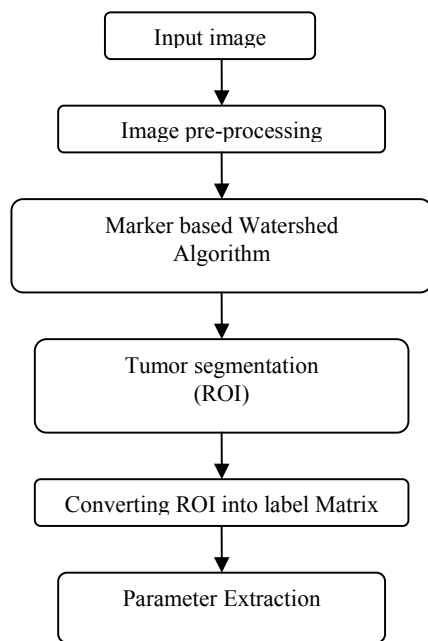 Input image
Image pre-processing
Marker based Watershed
Algorithm
Tumor segmentation
(ROI)
Converting ROI into label Matrix
Parameter Extraction